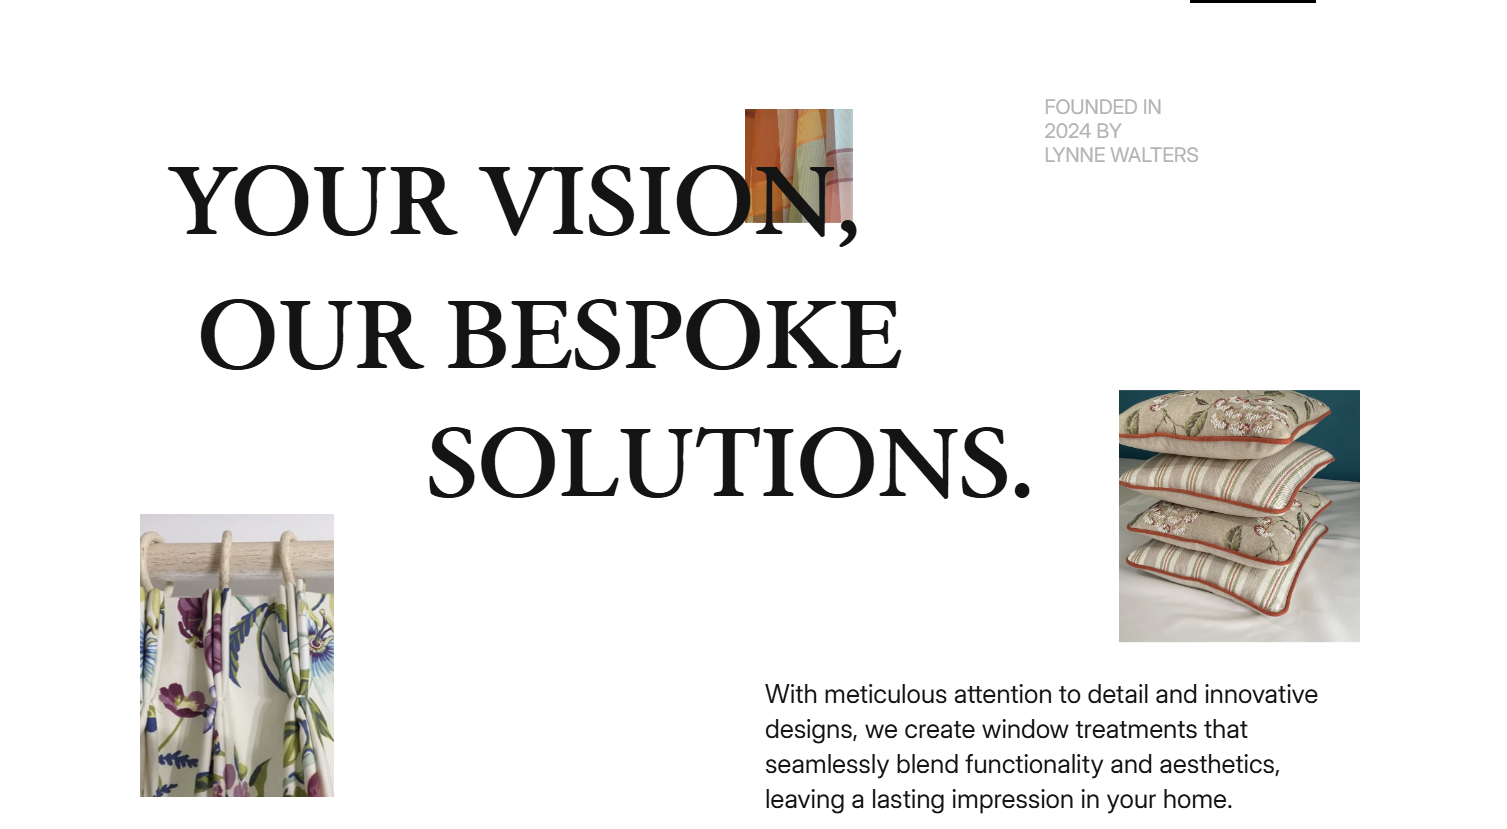 FOUNDED IN
2024 BY
LYNNE WALTERS
YOUR VISION,
OUR BESPOKE
SOLUTIONS.
With meticulous attention to detail and innovative
designs, we create window treatments that
seamlessly blend functionality and aesthetics,
leaving a lasting impression in your home.